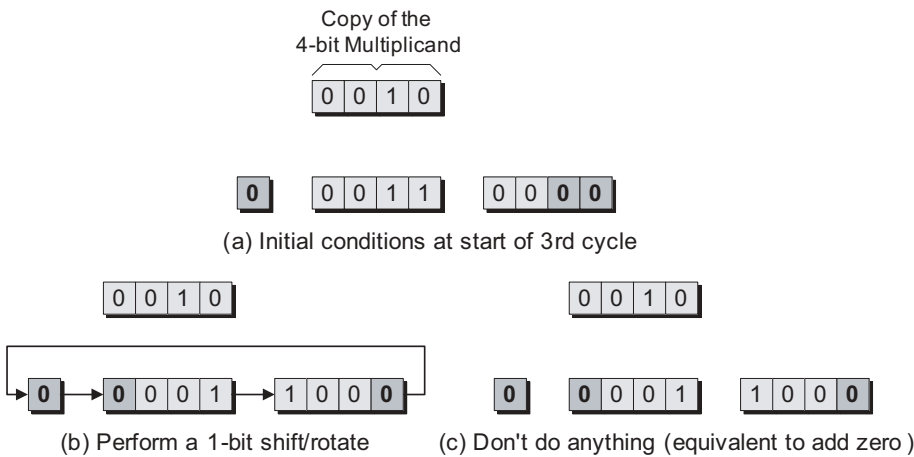 Copy of the
4-bit Multiplicand
0 0 1 0
0 0 0 1 1 0 0 0 0
(a) Initial conditions at start of 3rd cycle
0 0 1 0 0 0 1 0
0 0 0 0 1 1 0 0 0 0 0 0 0 1 1 0 0 0
(b) Perform a 1-bit shift/rotate (c) Don't do anything (equivalent to add zero )